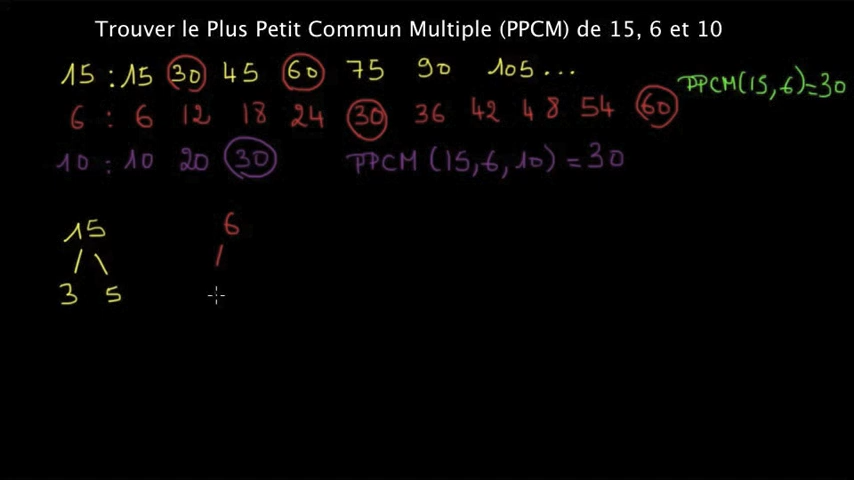 Trouver le Plus Petit Commun Multiple (PPCM) de 15, 6 et 10
15 : 15 30 45 60 75 90 105 ...
PPCM(15,6)=30
6 : 6 12 18 24 30 36 42 48 54 60
10 : 10 20 30 PPCM (15,6,10) = 30
15 6
3 5